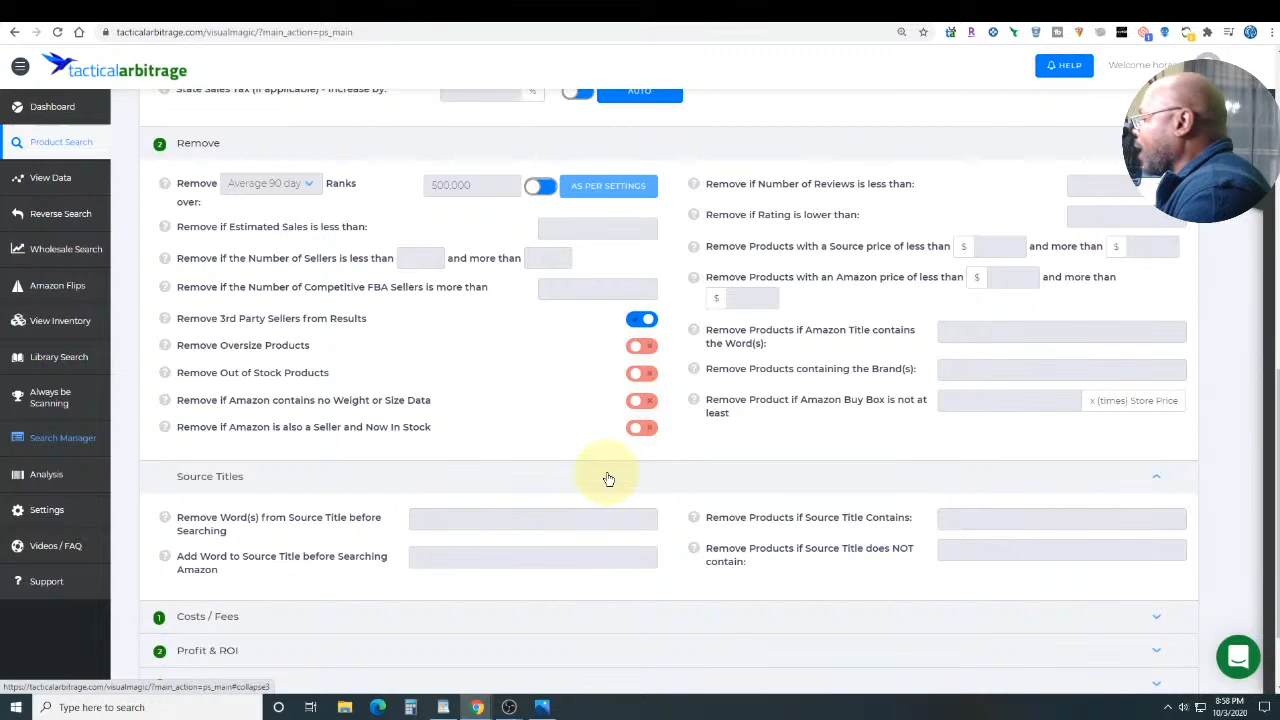 tacticalarbitrage.com/visualmagic/?main_action=ps_main
tacticalarbitrage
HELP
Welcome
State Sales Tax (if applicable) - Increase by:
%
AUTO
Dashboard
Product Search
View Data
Reverse Search
Wholesale Search
Amazon Flips
View Inventory
Library Search
Always be
Scanning
Search Manager
Analysis
Settings
Videos / FAQ
Support
2 Remove
Remove Average 90 day Ranks
over:
500,000
AS PER SETTINGS
Remove if Estimated Sales is less than:
Remove if the Number of Sellers is less than and more than
Remove if the Number of Competitive FBA Sellers is more than
Remove 3rd Party Sellers from Results
Remove Oversize Products
Remove Out of Stock Products
Remove if Amazon contains no Weight or Size Data
Remove if Amazon is also a Seller and Now In Stock
Remove if Number of Reviews is less than:
Remove if Rating is lower than:
Remove Products with a Source price of less than $ and more than $
Remove Products with an Amazon price of less than $ and more than
$
Remove Products if Amazon Title contains
the Word(s):
Remove Products containing the Brand(s):
Remove Product if Amazon Buy Box is not at
least
x (times) Store Price
Source Titles
Remove Word(s) from Source Title before
Searching
Add Word to Source Title before Searching
Amazon
Remove Products if Source Title Contains:
Remove Products if Source Title does NOT
contain:
1 Costs / Fees
2 Profit & ROI
https://tacticalarbitrage.com/visualmagic/?main_action=ps_main#collapse3
Type here to search
8:58 PM
10/3/2020